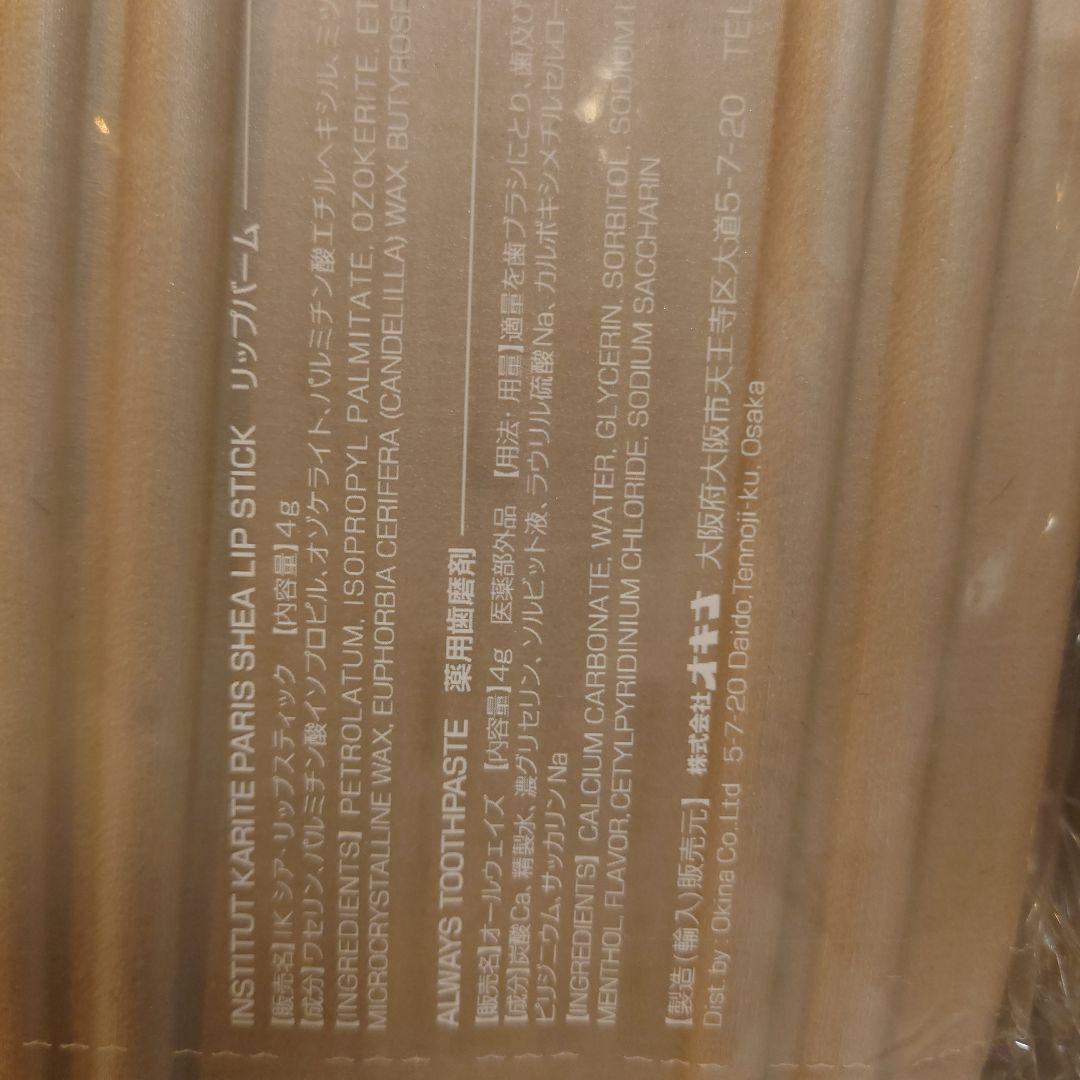 INSTITUT KARITE PARIS SHEA LIP STICK リップバーム
【販売名】IK シア・リップスティック 【内容量】4g
【成分】ワセリン、パルミチン酸イソプロピル、オゾケライト、パルミチン酸エチルヘキシル、ミツ
【INGREDIENTS】PETROLATUM, ISOPROPYL PALMITATE, OZOKERITE, ET
MICROCRYSTALLINE WAX, EUPHORBIA CERIFERA (CANDELILLA) WAX, BUTYROSP
ALWAYS TOOTHPASTE 薬用歯磨剤
【販売名】オールウェイズ 【内容量】4g 医薬部外品 【用法・用量】適量を歯ブラシにとり、歯及び
【成分】炭酸Ca、精製水、濃グリセリン、ソルビット液、ラウリル硫酸Na、カルボキシメチルセルロー
ピリジニウム、サッカリンNa
【INGREDIENTS】CALCIUM CARBONATE, WATER, GLYCERIN, SORBITOL, SODIUM
MENTHOL, FLAVOR,CETYLPYRIDINIUM CHLORIDE, SODIUM SACCHARIN
【製造(輸入)販売元】 株式会社オキナ 大阪府大阪市天王寺区大道5-7-20 TEL
Dist. by : Okina Co.,Ltd 5-7-20 Daido,Tennoji-ku, Osaka